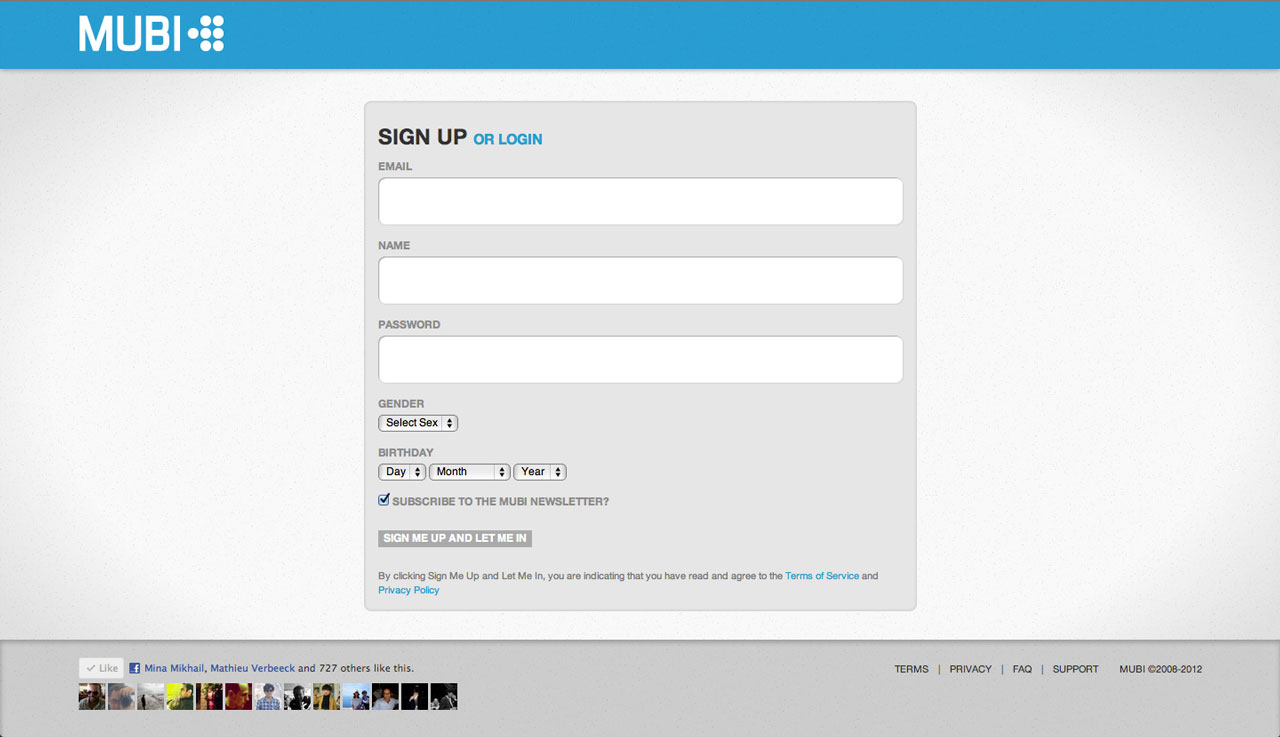 MUBI
SIGN UP OR LOGIN
EMAIL
NAME
PASSWORD
GENDER
Select Sex
BIRTHDAY
Day Month Year
SUBSCRIBE TO THE MUBI NEWSLETTER?
SIGN ME UP AND LET ME IN
By clicking Sign Me Up and Let Me In, you are indicating that you have read and agree to the Terms of Service and
Privacy Policy
Like Mina Mikhail, Mathieu Verbeeck and 727 others like this.
TERMS | PRIVACY | FAQ | SUPPORT MUBI ©2008-2012